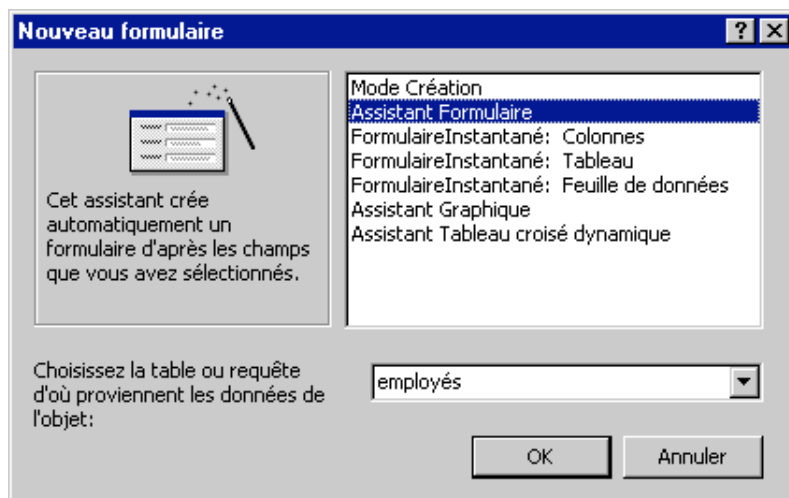 Nouveau formulaire
Mode Création
Assistant Formulaire
FormulaireInstantané: Colonnes
FormulaireInstantané: Tableau
FormulaireInstantané: Feuille de données
Assistant Graphique
Assistant Tableau croisé dynamique
Cet assistant crée
automatiquement un
formulaire d'après les champs
que vous avez sélectionnés.
Choisissez la table ou requête
d'où proviennent les données de
l'objet:
employés
OK
Annuler